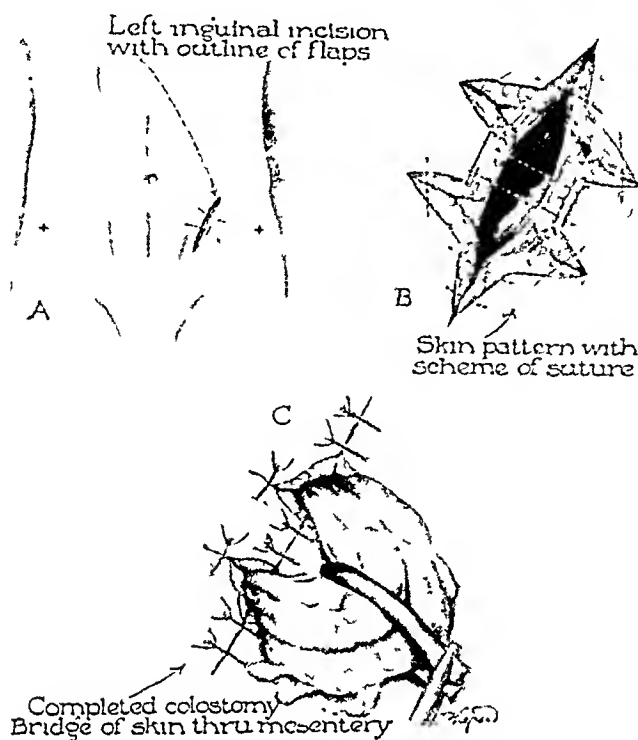 Left inguinal incision
with outline of flaps
A
B
Skin pattern with
scheme of suture
C
Completed colostomy
Bridge of skin thru mesentery